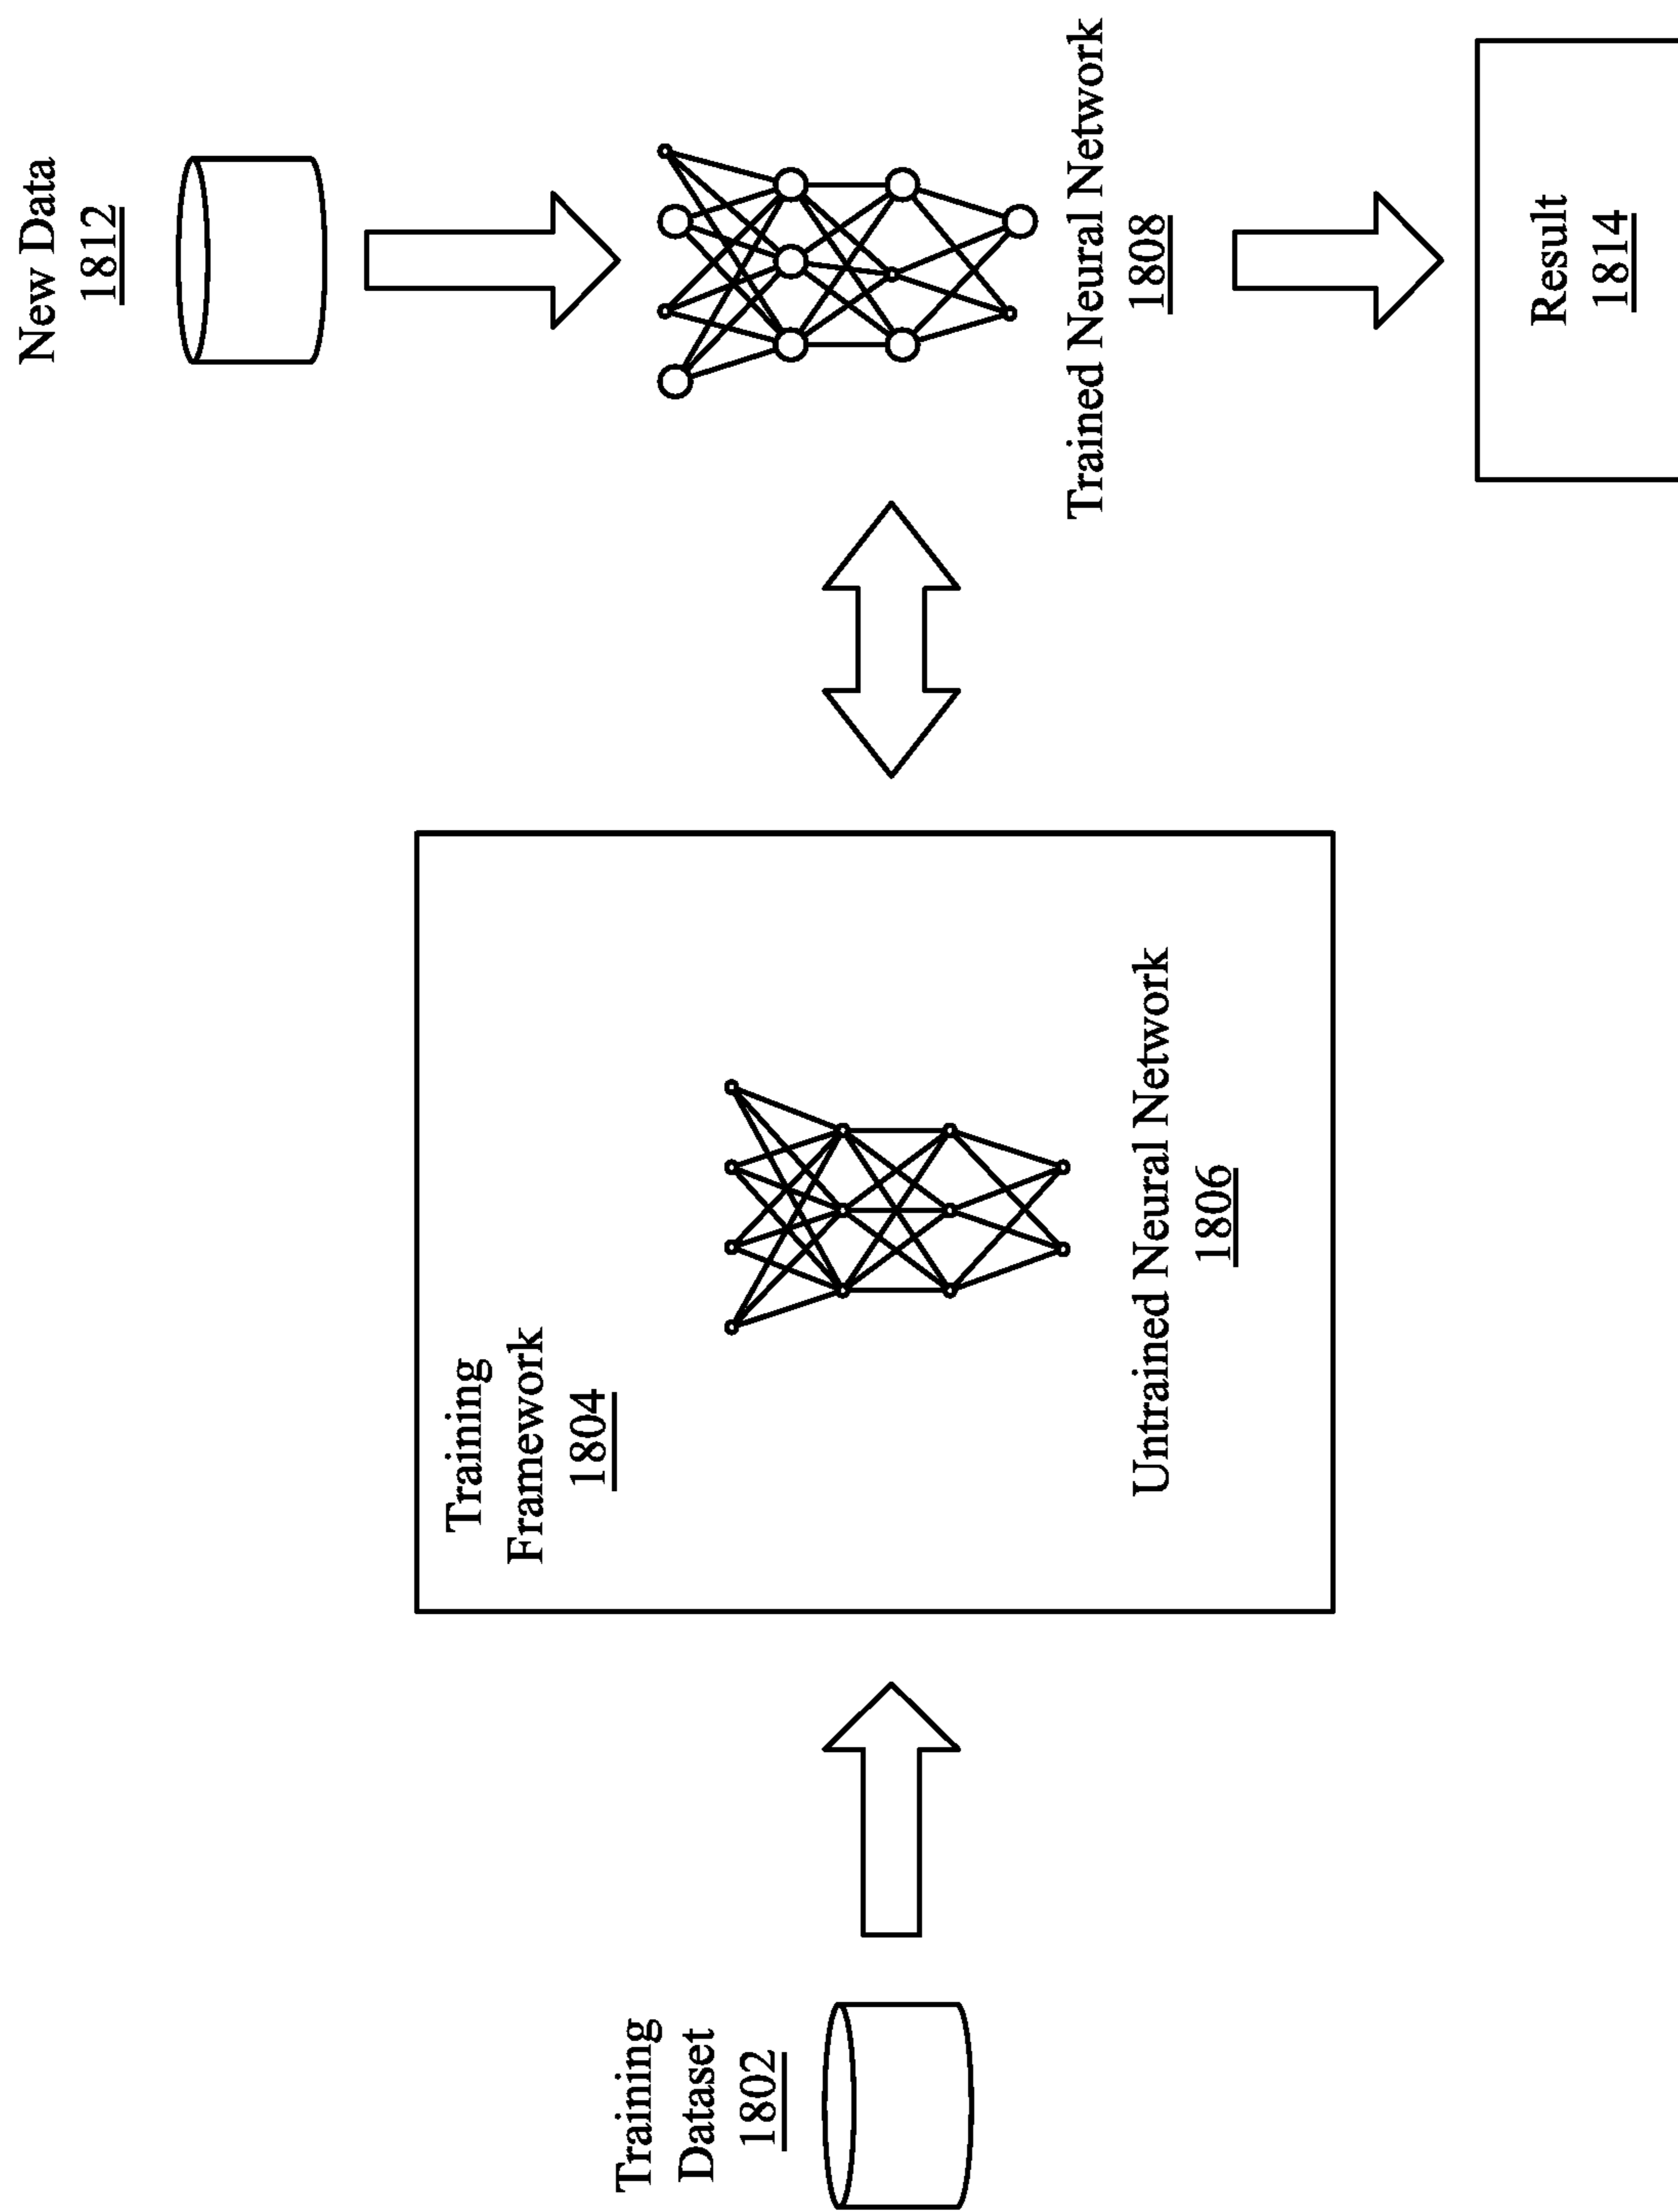 Training
Dataset
1802
Training
Framework
1804
Untrained Neural Network
1806
New Data
1812
Trained Neural Network
1808
Result
1814